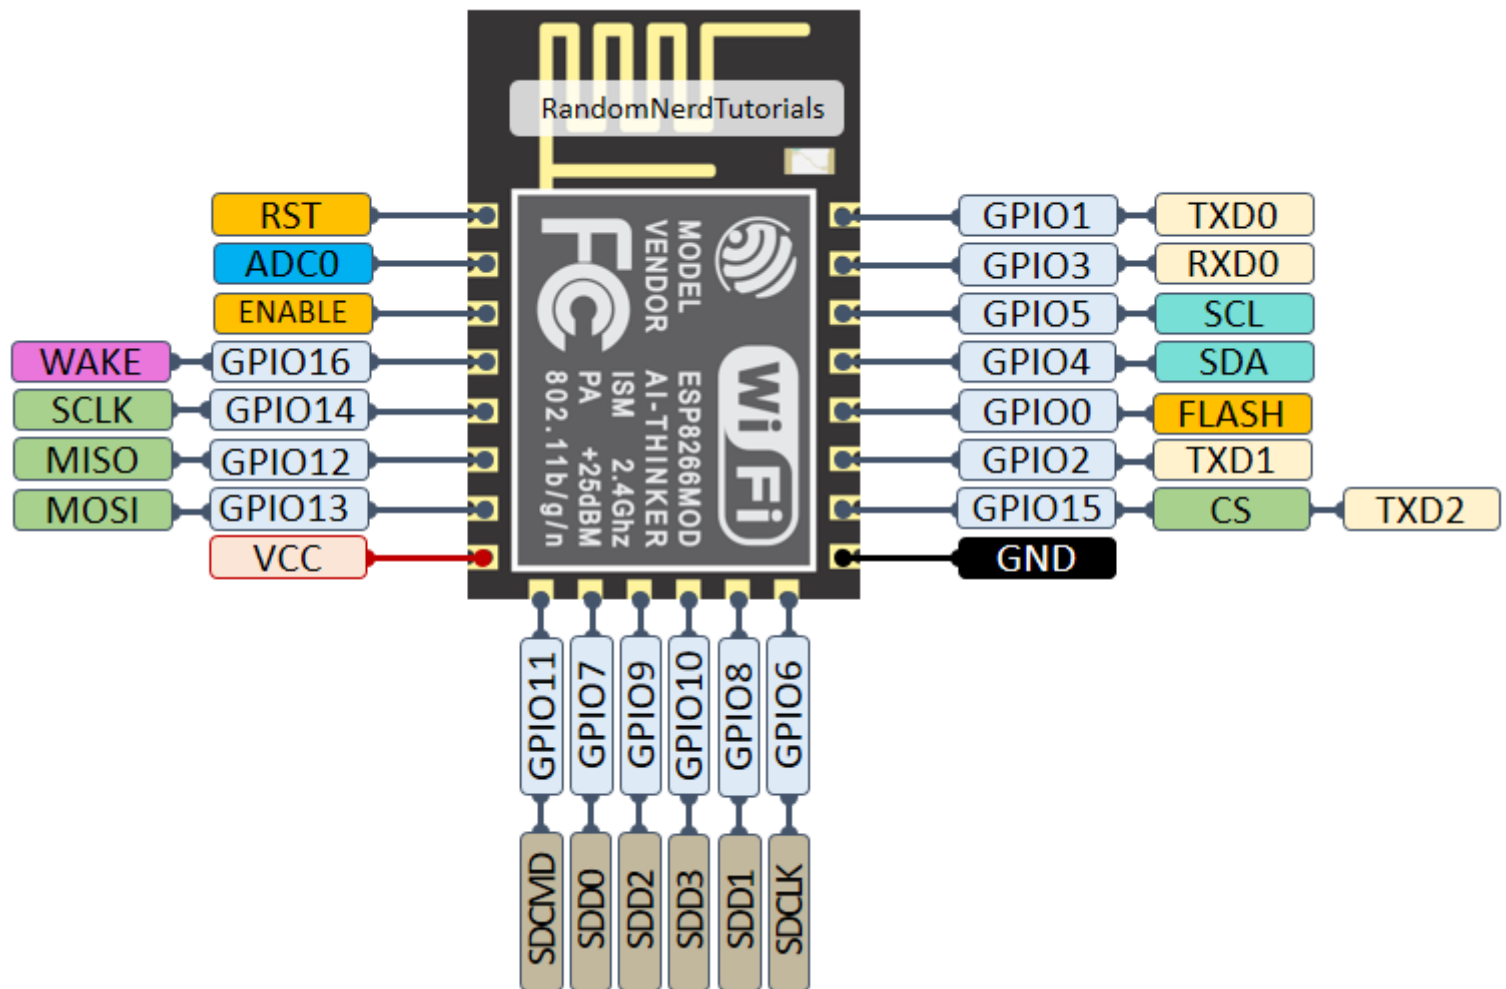 RandomNerdTutorials
RST
ADC0
ENABLE
WAKE GPIO16
SCLK GPIO14
MISO GPIO12
MOSI GPIO13
VCC
MODEL
VENDOR
ESP8266MOD
AI-THINKER
ISM 2.4Ghz
PA +25dBM
802.11b/g/n
FC
WiFi
GPIO1 TXD0
GPIO3 RXD0
GPIO5 SCL
GPIO4 SDA
GPIO0 FLASH
GPIO2 TXD1
GPIO15 CS TXD2
GND
GPIO11 SDCMD
GPIO7 SDD0
GPIO9 SDD2
GPIO10 SDD3
GPIO8 SDD1
GPIO6 SDCLK